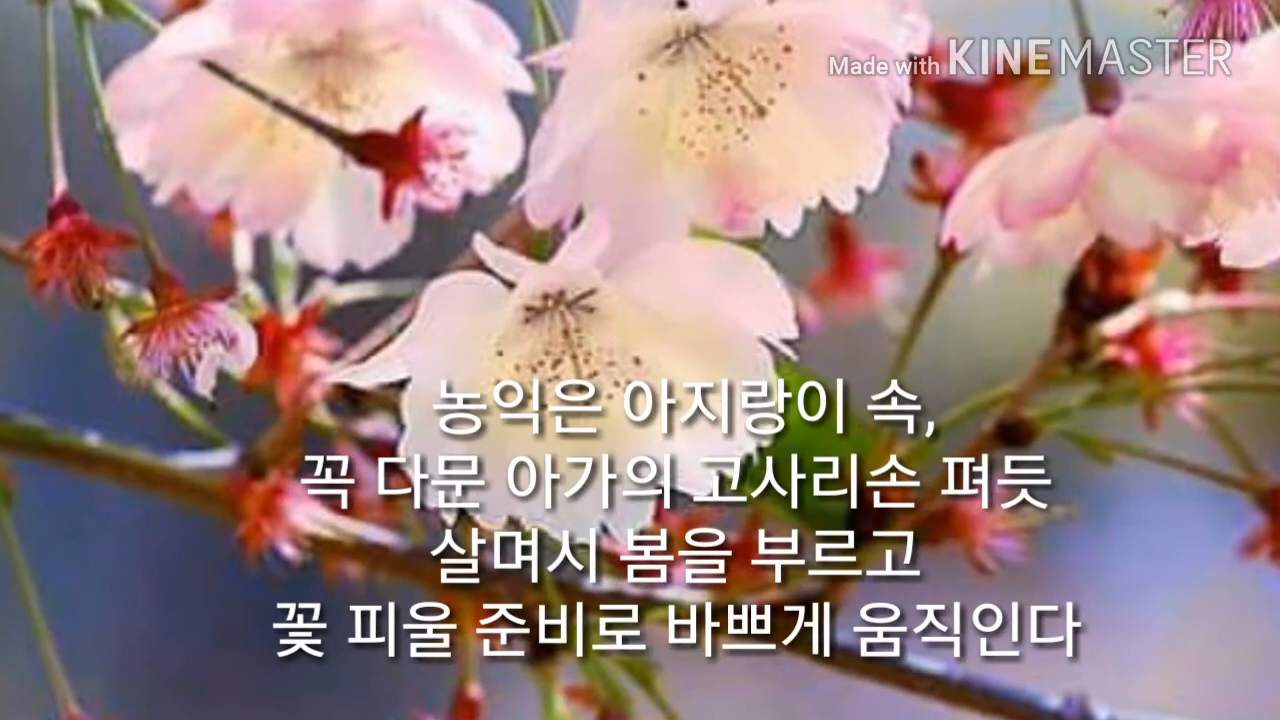 Made with KINEMASTER
농익은 아지랑이 속,
꼭 다문 아가의 고사리손 펴듯
살며시 봄을 부르고
꽃 피울 준비로 바쁘게 움직인다